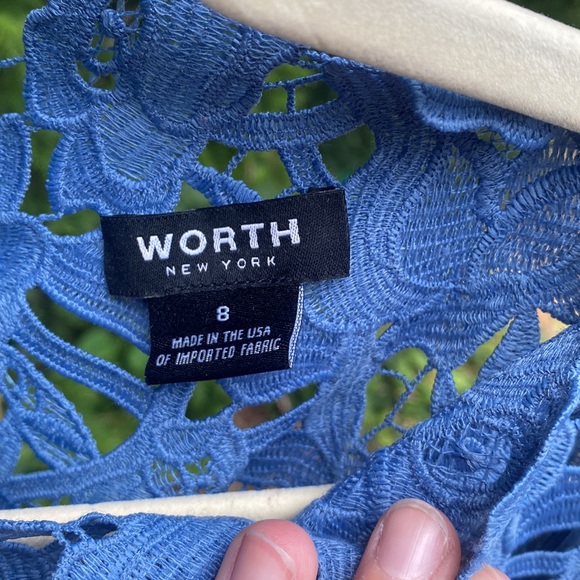 WORTH
NEW YORK
8
MADE IN THE USA
OF IMPORTED FABRIC